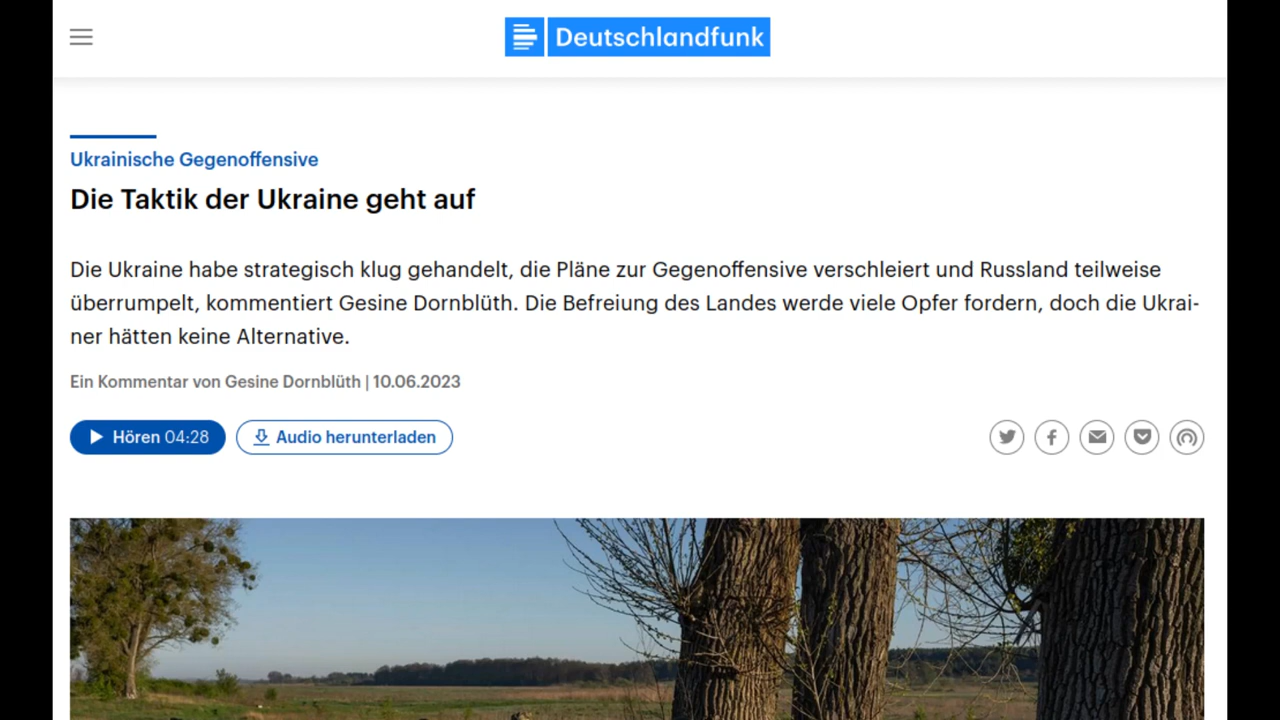 Deutschlandfunk
Ukrainische Gegenoffensive
Die Taktik der Ukraine geht auf
Die Ukraine habe strategisch klug gehandelt, die Pläne zur Gegenoffensive verschleiert und Russland teilweise
überrumpelt, kommentiert Gesine Dornblüth. Die Befreiung des Landes werde viele Opfer fordern, doch die Ukrai-
ner hätten keine Alternative.
Ein Kommentar von Gesine Dornblüth | 10.06.2023
Hören 04:28 Audio herunterladen